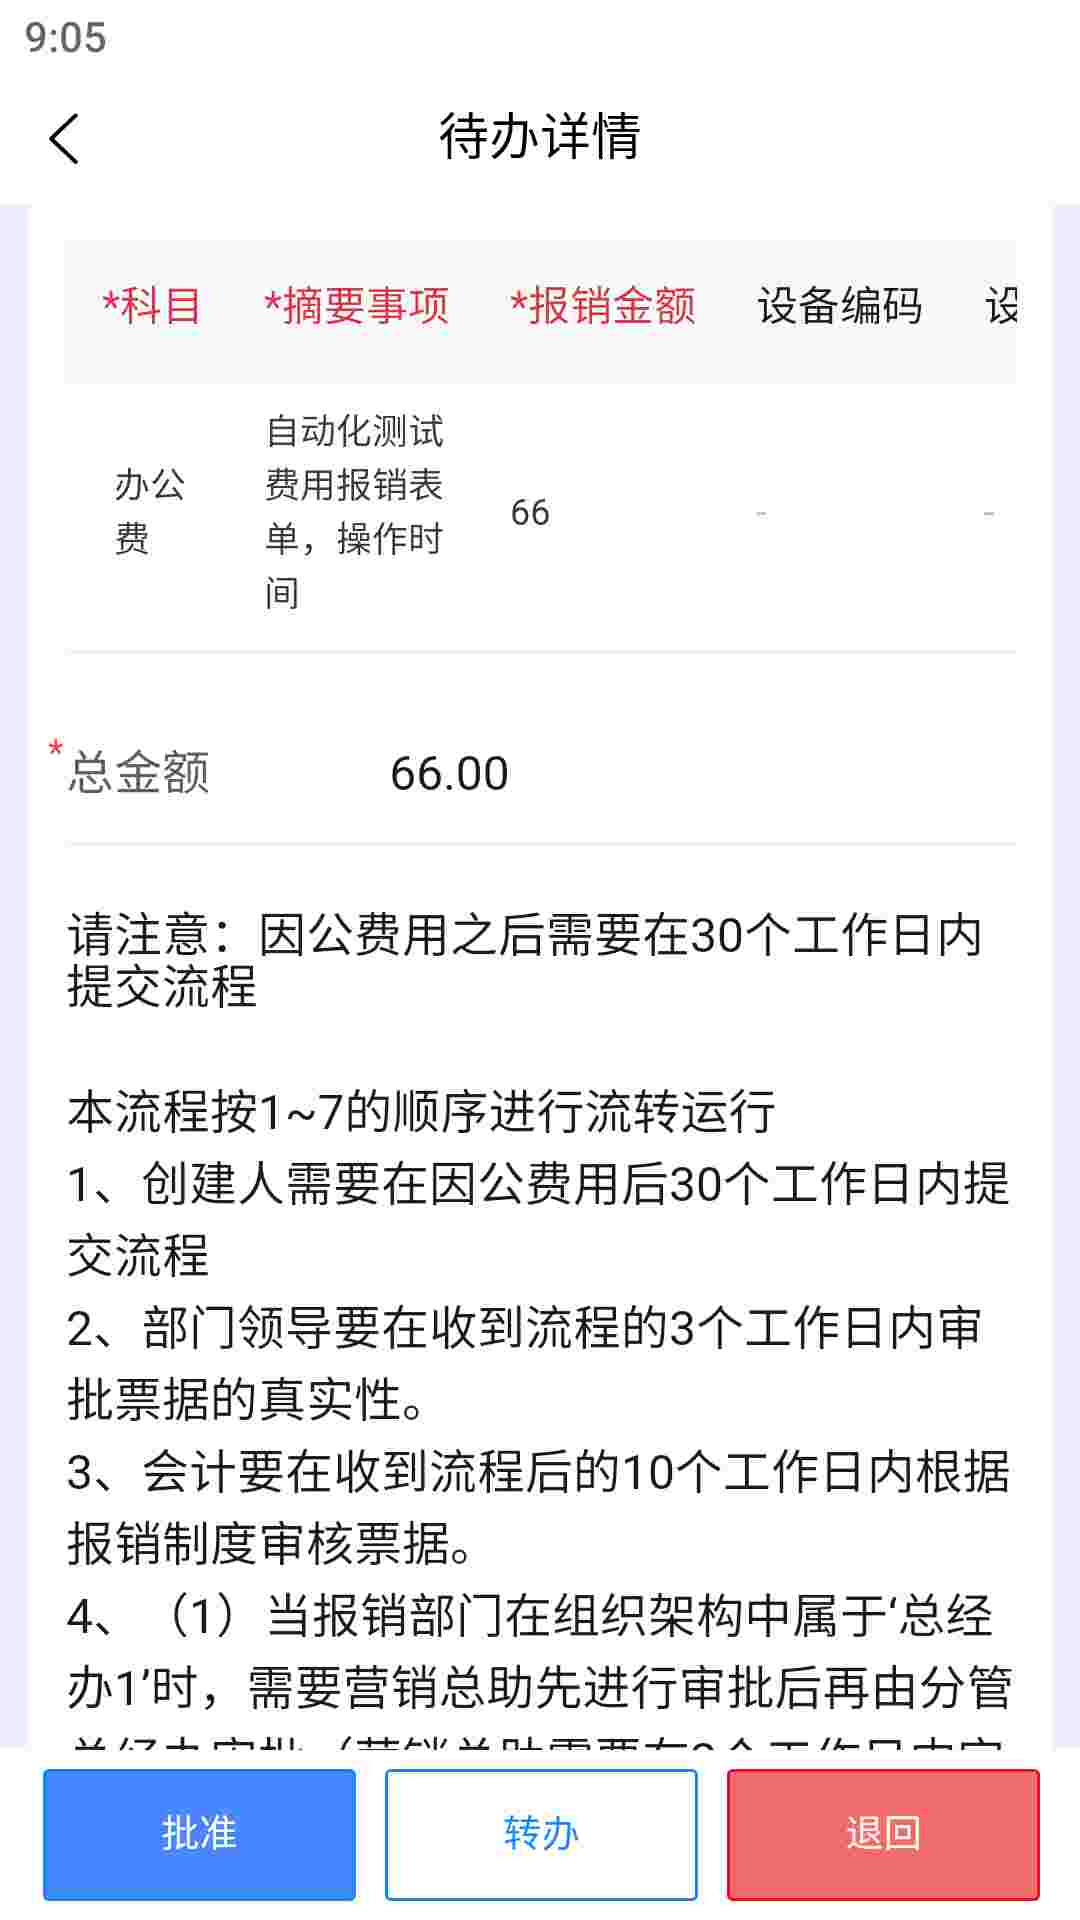 9:05
待办详情
*科目 *摘要事项 *报销金额 设备编码 设
办公费 自动化测试费用报销表单，操作时间 66 - -
*总金额 66.00
请注意：因公费用之后需要在30个工作日内
提交流程
本流程按1~7的顺序进行流转运行
1、创建人需要在因公费用后30个工作日内提
交流程
2、部门领导要在收到流程的3个工作日内审
批票据的真实性。
3、会计要在收到流程后的10个工作日内根据
报销制度审核票据。
4、（1）当报销部门在组织架构中属于‘总经
办1’时，需要营销总助先进行审批后再由分管
批准 转办 退回